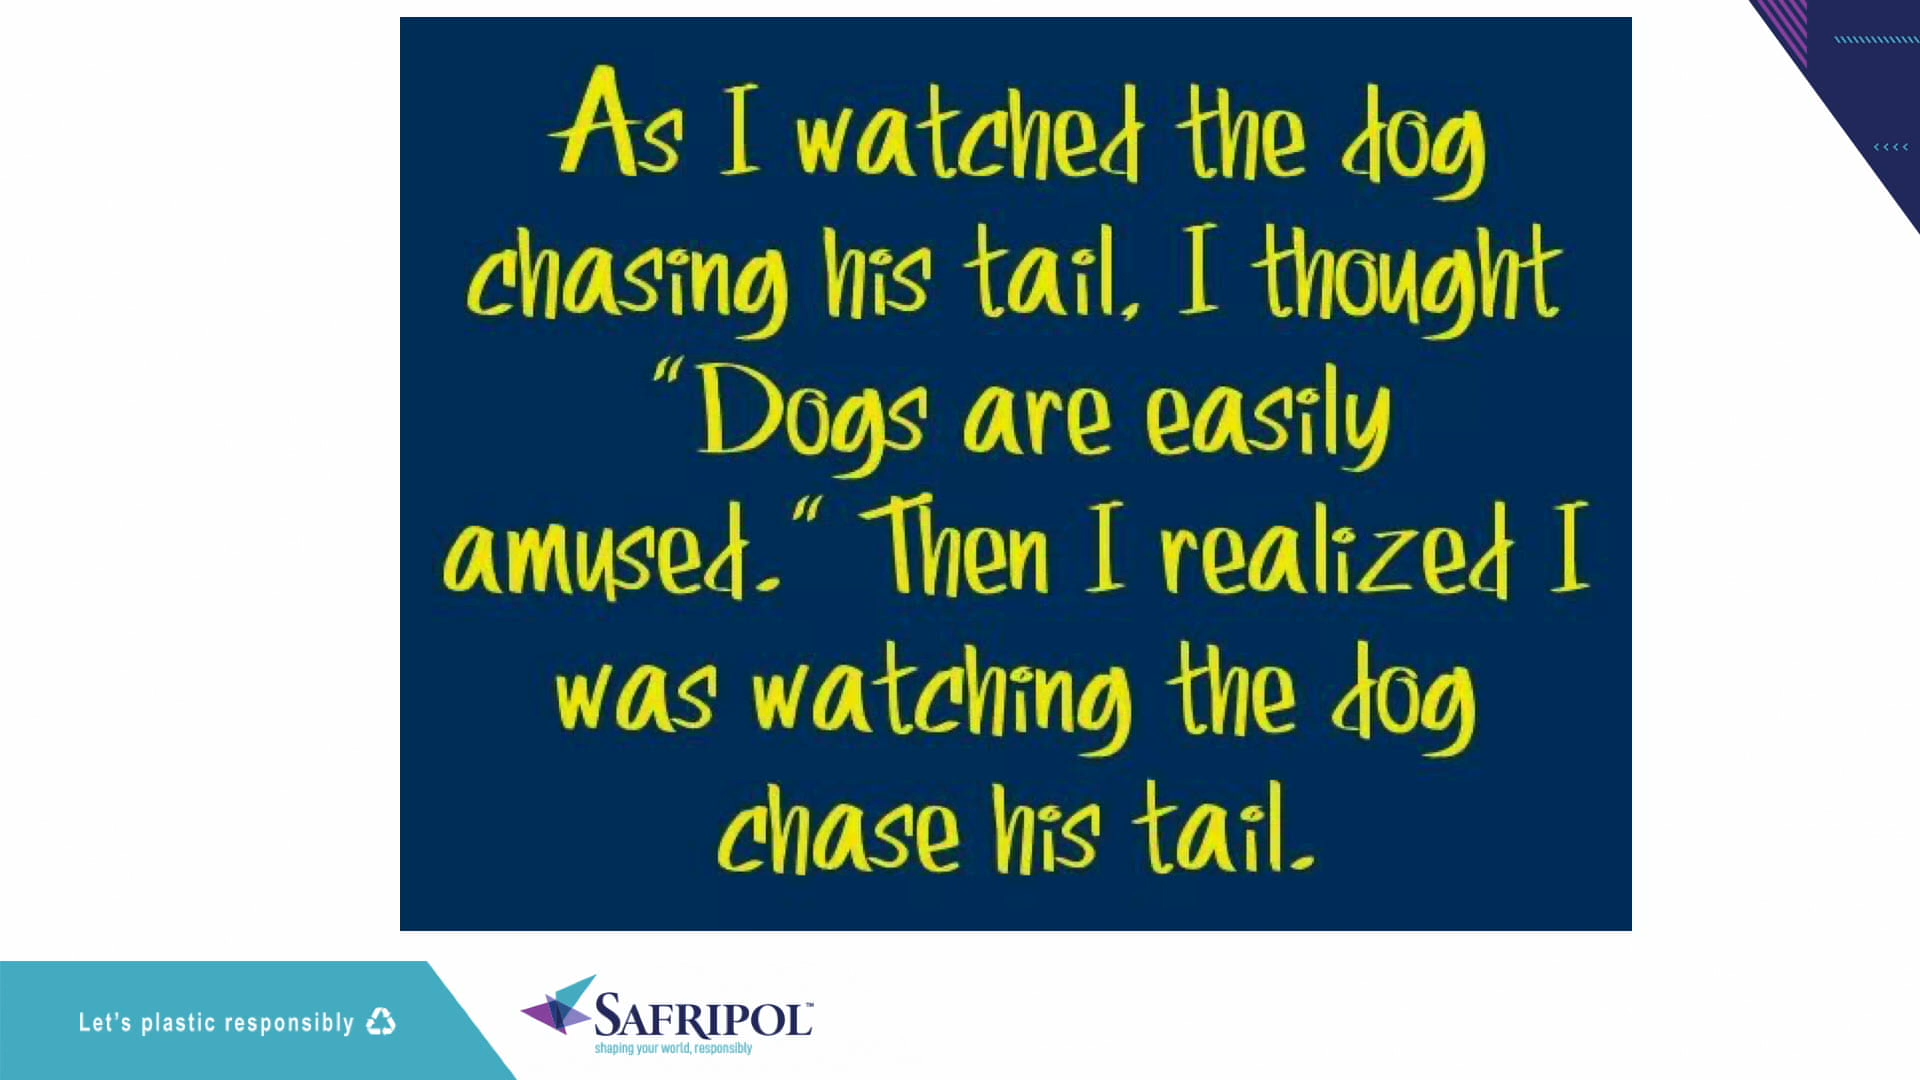 As I watched the dog
chasing his tail, I thought
"Dogs are easily
amused." Then I realized I
was watching the dog
chase his tail.
Let's plastic responsibly
SAFRIPOL™
shaping your world, responsibly